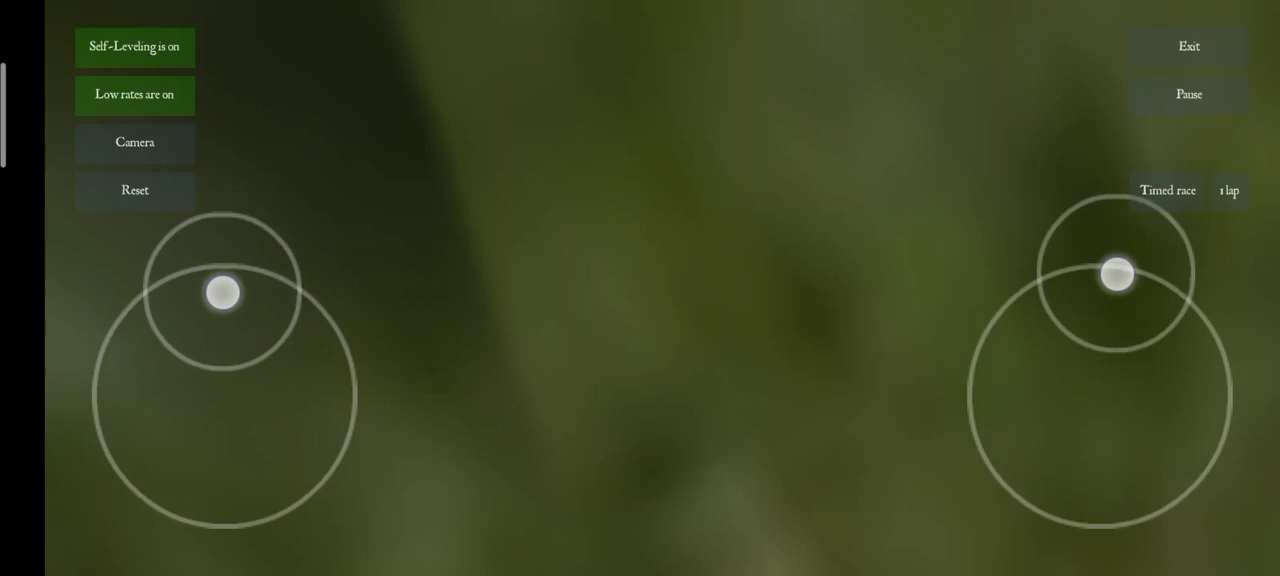 Self-Leveling is on
Low rates are on
Camera
Reset
Exit
Pause
Timed race
1 lap